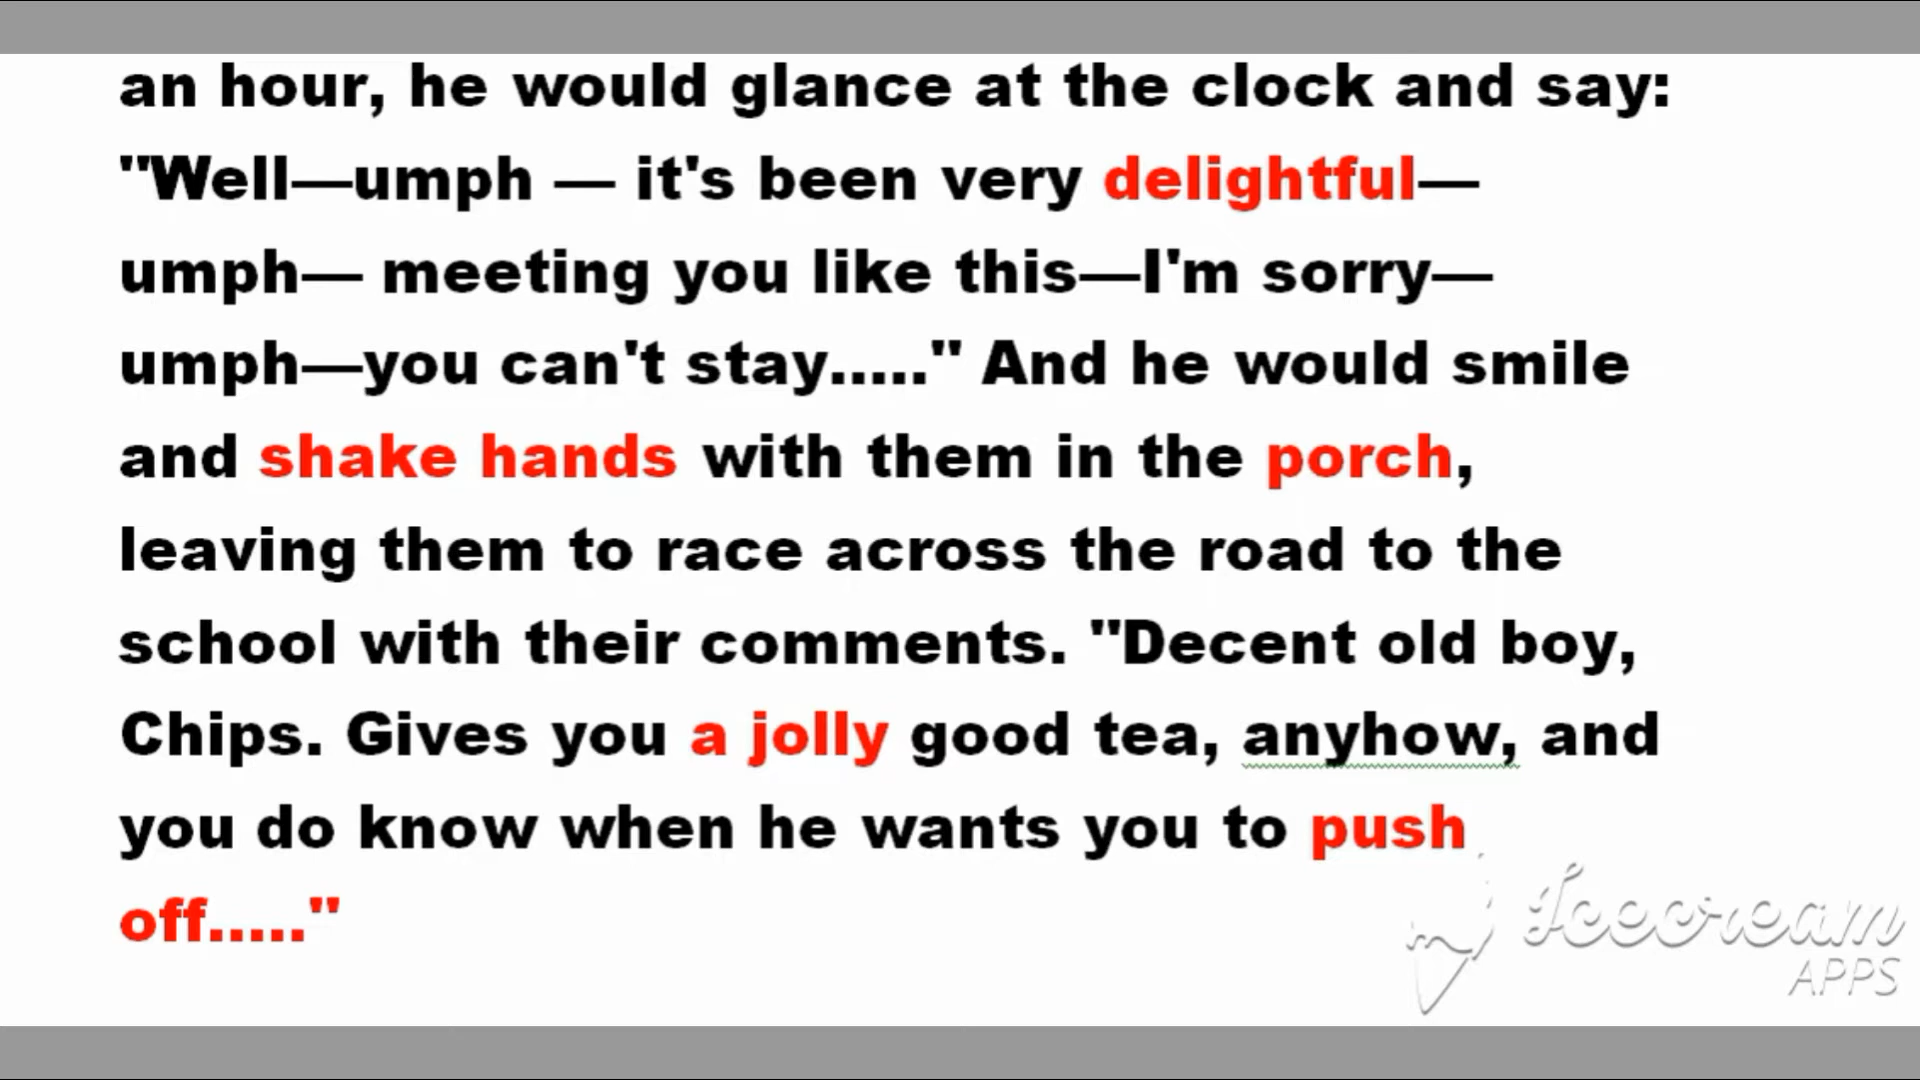 an hour, he would glance at the clock and say:
"Well—umph — it's been very delightful—
umph— meeting you like this—I'm sorry—
umph—you can't stay....." And he would smile
and shake hands with them in the porch,
leaving them to race across the road to the
school with their comments. "Decent old boy,
Chips. Gives you a jolly good tea, anyhow, and
you do know when he wants you to push
off....."
Icecream
APPS